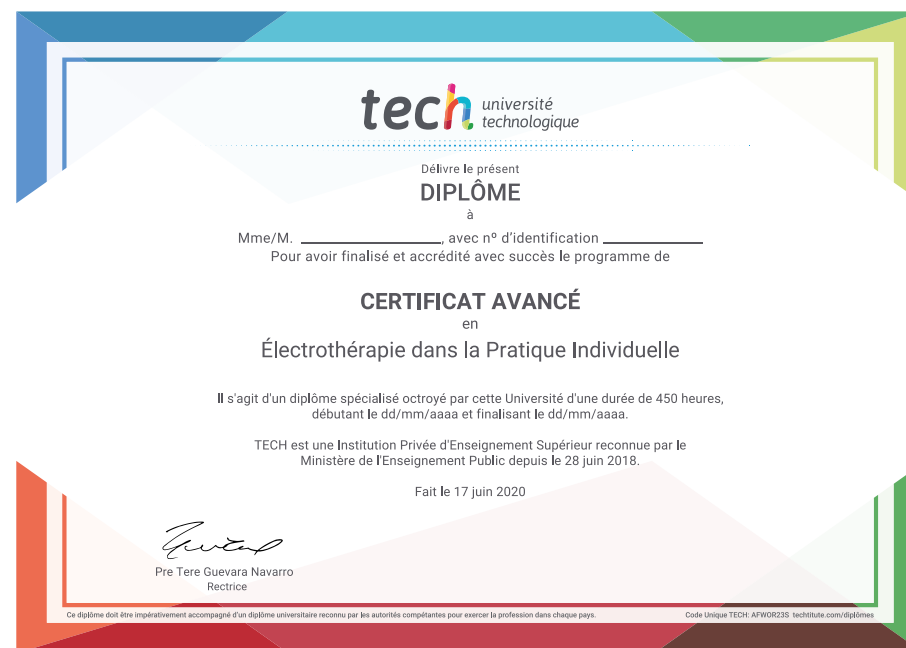 tech université
technologique
Délivre le présent
DIPLÔME
à
Mme/M. ____________________, avec nº d'identification ______________
Pour avoir finalisé et accrédité avec succès le programme de
CERTIFICAT AVANCÉ
en
Électrothérapie dans la Pratique Individuelle
Il s'agit d'un diplôme spécialisé octroyé par cette Université d'une durée de 450 heures,
débutant le dd/mm/aaaa et finalisant le dd/mm/aaaa.
TECH est une Institution Privée d'Enseignement Supérieur reconnue par le
Ministère de l'Enseignement Public depuis le 28 juin 2018.
Fait le 17 juin 2020
Pre Tere Guevara Navarro
Rectrice
Ce diplôme doit être impérativement accompagné d'un diplôme universitaire reconnu par les autorités compétentes pour exercer la profession dans chaque pays.
Code Unique TECH: AFWOR23S techtitute.com/diplômes